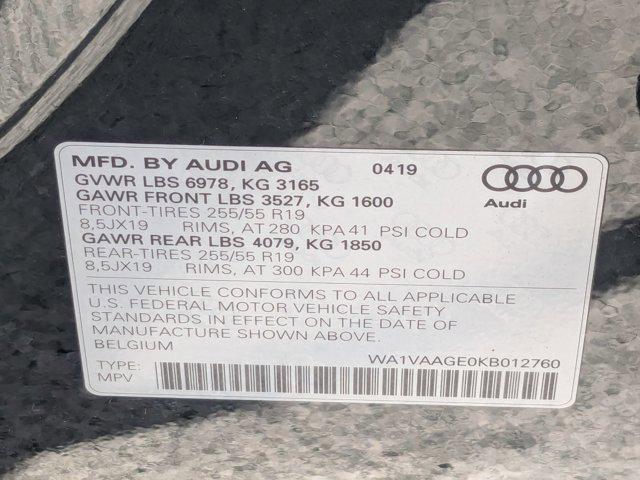 MFD. BY AUDI AG 0419
GVWR LBS 6978, KG 3165
GAWR FRONT LBS 3527, KG 1600
FRONT-TIRES 255/55 R19
8,5JX19 RIMS, AT 280 KPA 41 PSI COLD
GAWR REAR LBS 4079, KG 1850
REAR-TIRES 255/55 R19
8,5JX19 RIMS, AT 300 KPA 44 PSI COLD
Audi
THIS VEHICLE CONFORMS TO ALL APPLICABLE
U.S. FEDERAL MOTOR VEHICLE SAFETY
STANDARDS IN EFFECT ON THE DATE OF
MANUFACTURE SHOWN ABOVE.
BELGIUM
WA1VAAGE0KB012760
TYPE:
MPV